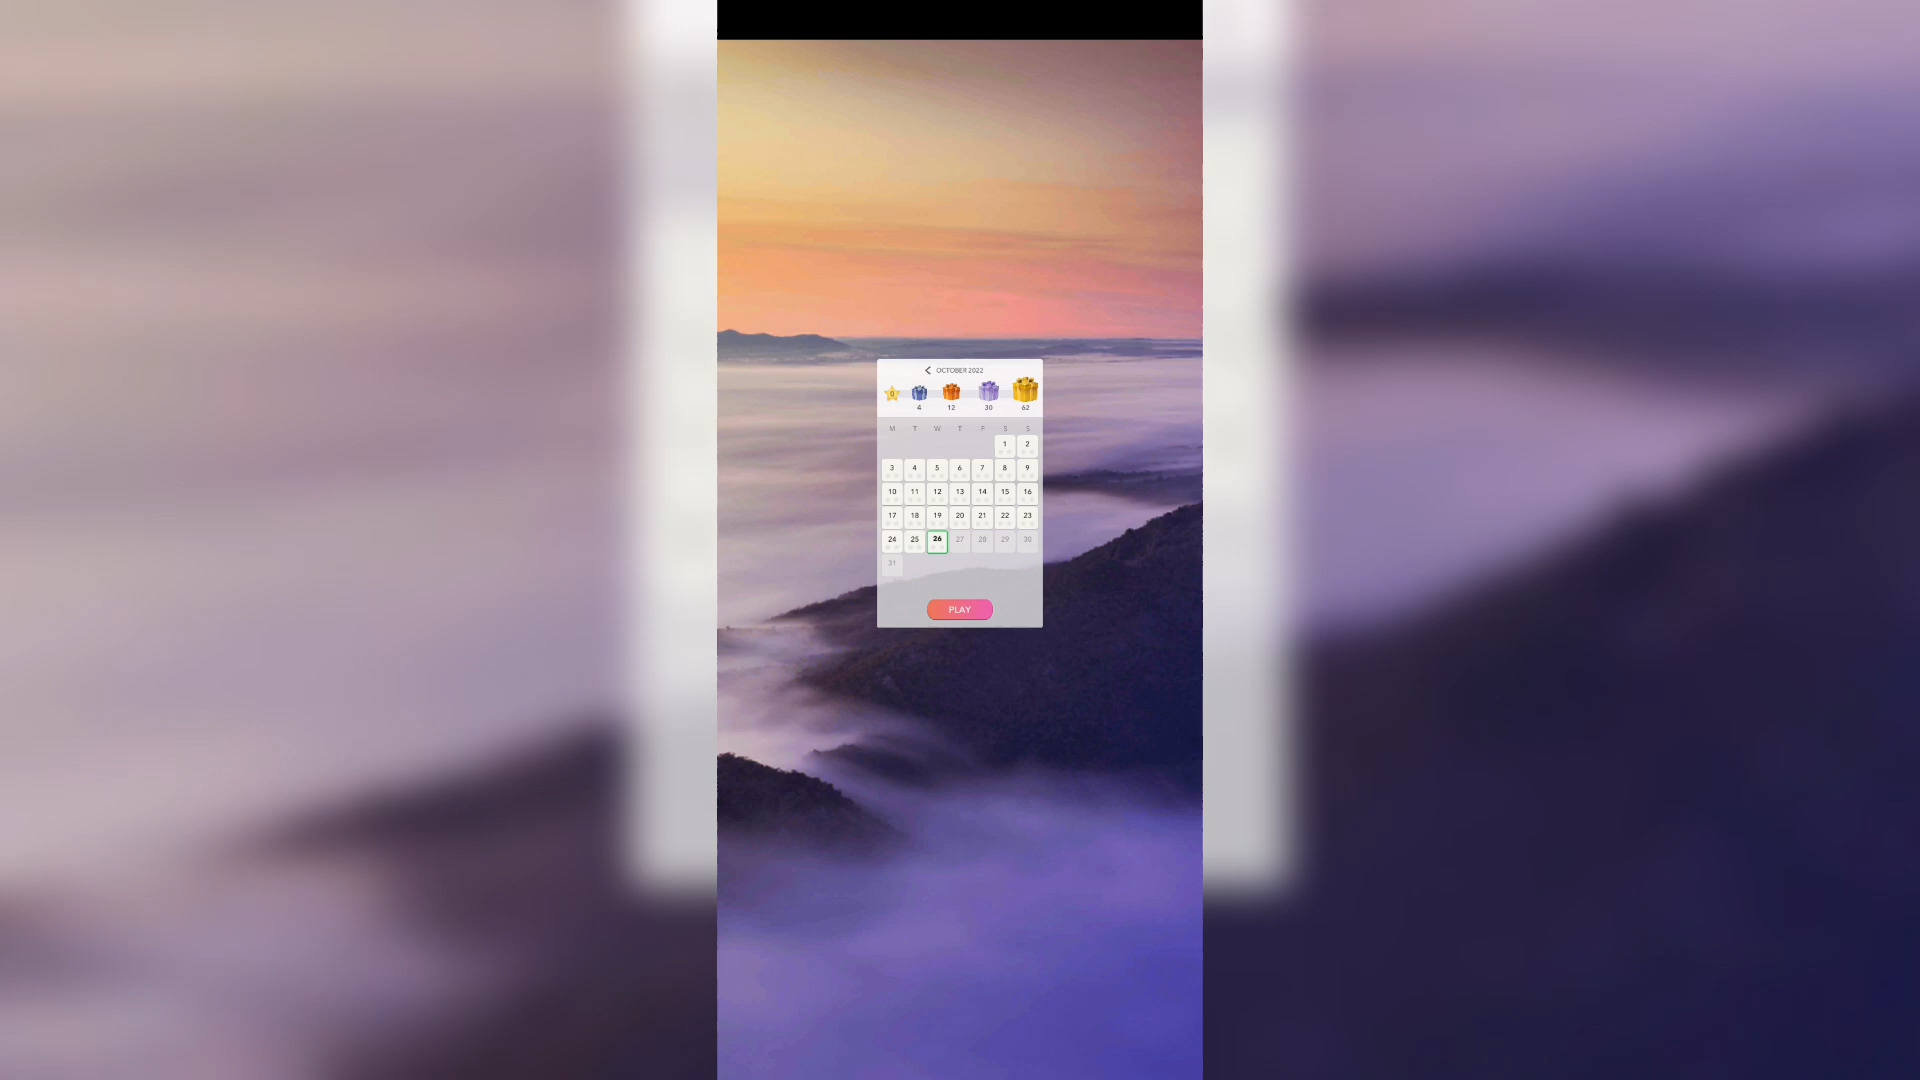 OCTOBER 2022
0
4 12 30 62
M T W T F S S
1 2
3 4 5 6 7 8 9
10 11 12 13 14 15 16
17 18 19 20 21 22 23
24 25 26 27 28 29 30
31
PLAY